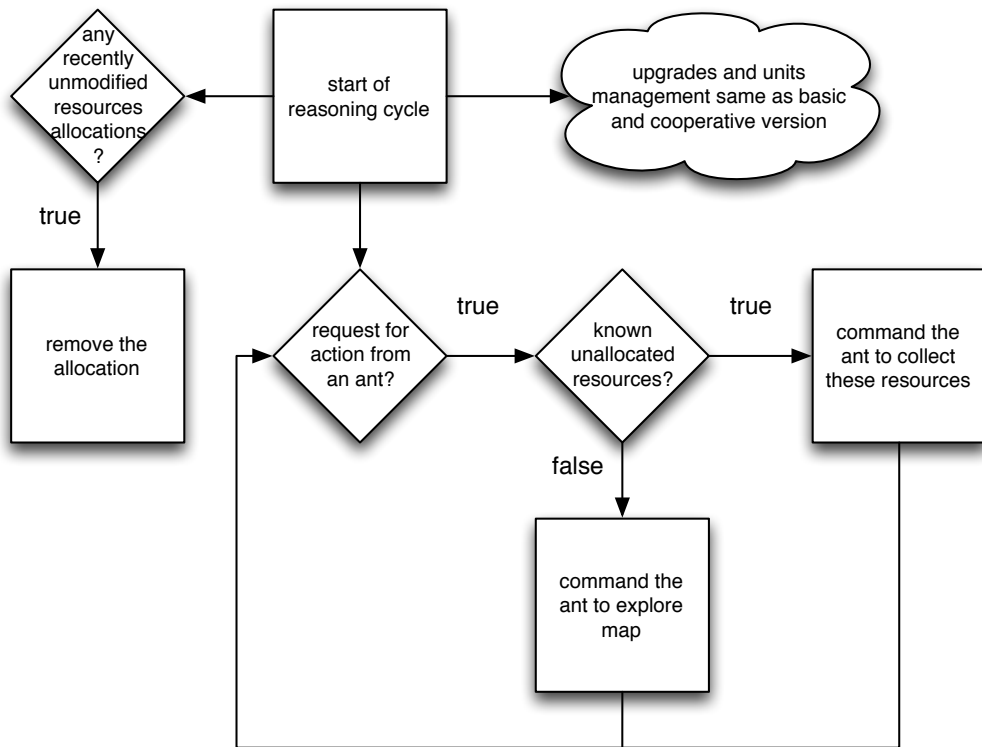 any
recently
unmodified
resources
allocations
?
start of
reasoning cycle
upgrades and units
management same as basic
and cooperative version
true
remove the
allocation
request for
action from
an ant?
true
known
unallocated
resources?
true
command the
ant to collect
these resources
false
command the
ant to explore
map